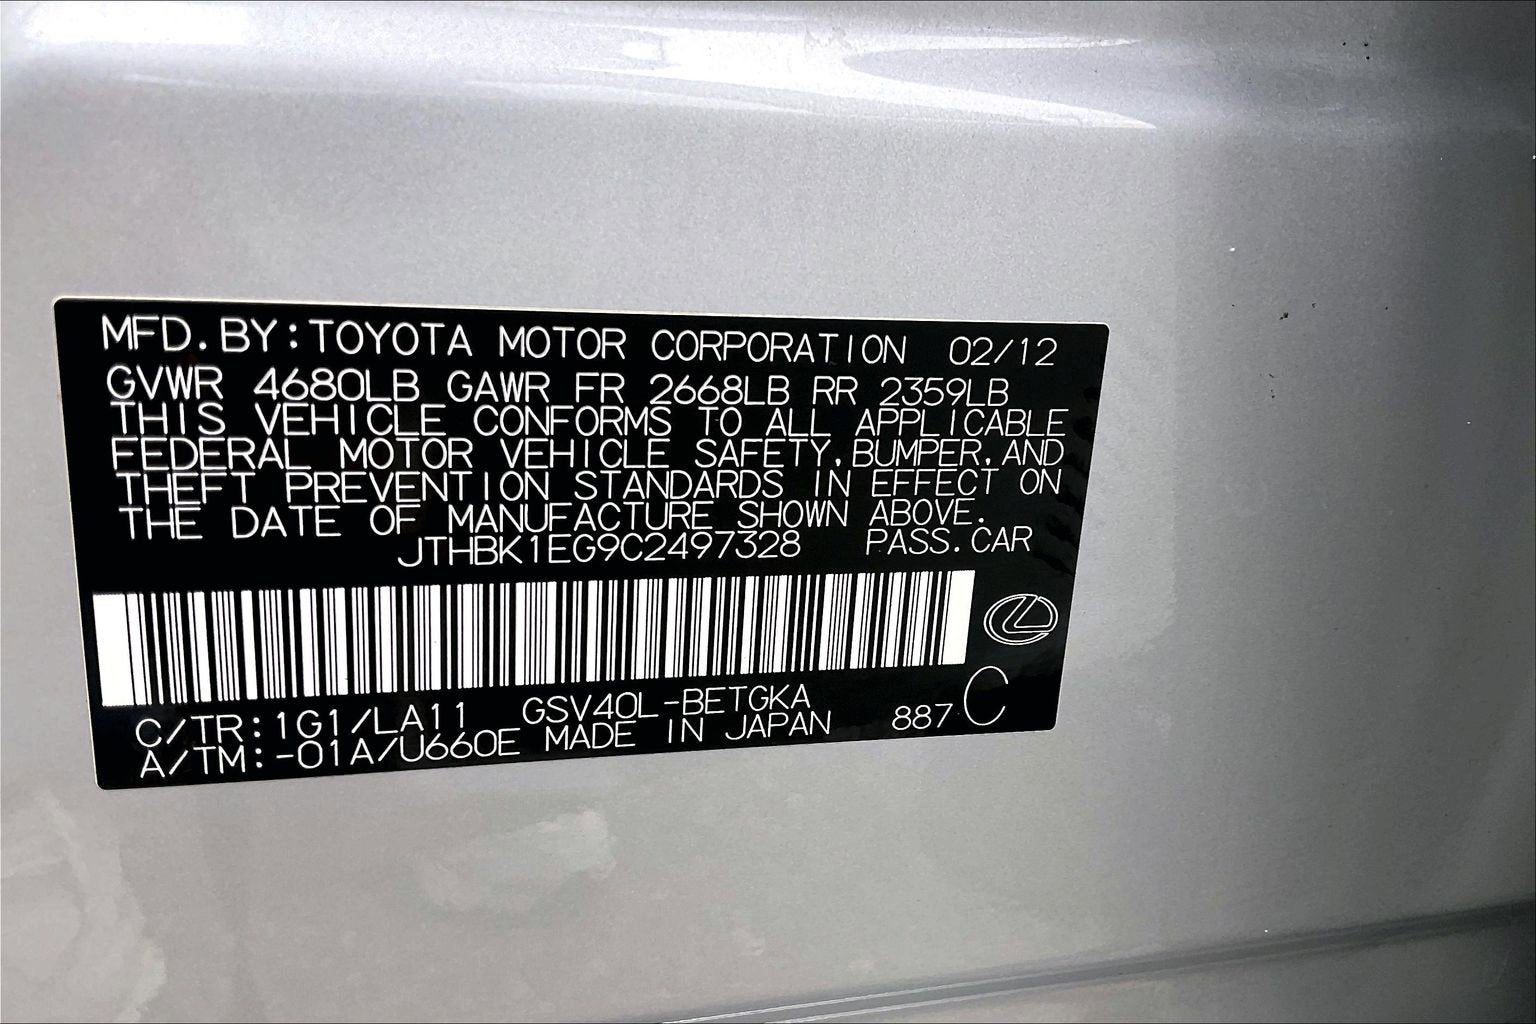 MFD. BY: TOYOTA MOTOR CORPORATION 02/12
GVWR 4680LB GAWR FR 2668LB RR 2359LB
THIS VEHICLE CONFORMS TO ALL APPLICABLE
FEDERAL MOTOR VEHICLE SAFETY, BUMPER, AND
THEFT PREVENTION STANDARDS IN EFFECT ON
THE DATE OF MANUFACTURE SHOWN ABOVE.
JTHBK1EG9C2497328 PASS. CAR
C/TR: 1G1/LA11 GSV40L-BETGKA
A/TM: -01A/U660E MADE IN JAPAN 887 C